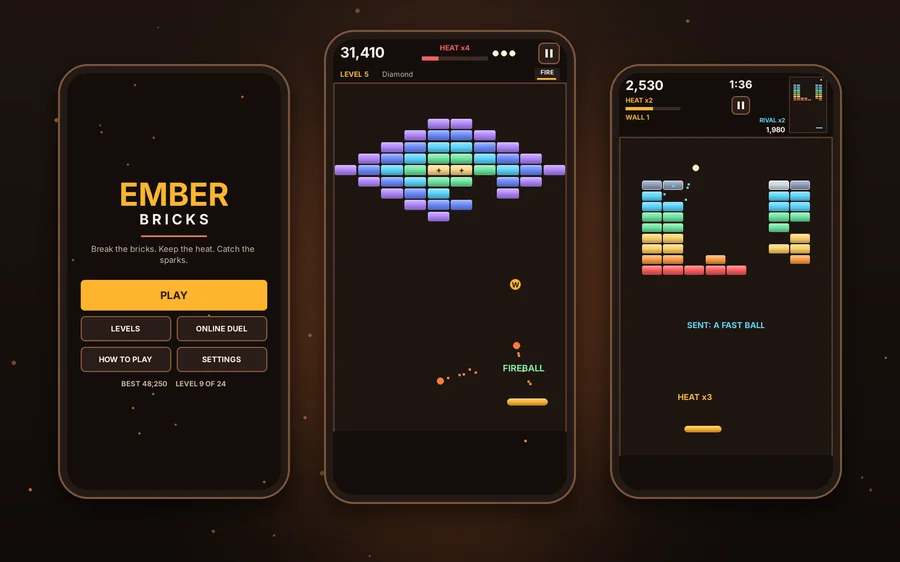 EMBER
BRICKS
Break the bricks. Keep the heat. Catch the
sparks.
PLAY
LEVELS
ONLINE DUEL
HOW TO PLAY
SETTINGS
BEST 48,250 LEVEL 9 OF 24
31,410
HEAT x4
LEVEL 5 Diamond
FIRE
W
FIREBALL
2,530
1:36
HEAT x2
WALL 1
RIVAL x2
1,980
SENT: A FAST BALL
HEAT x3